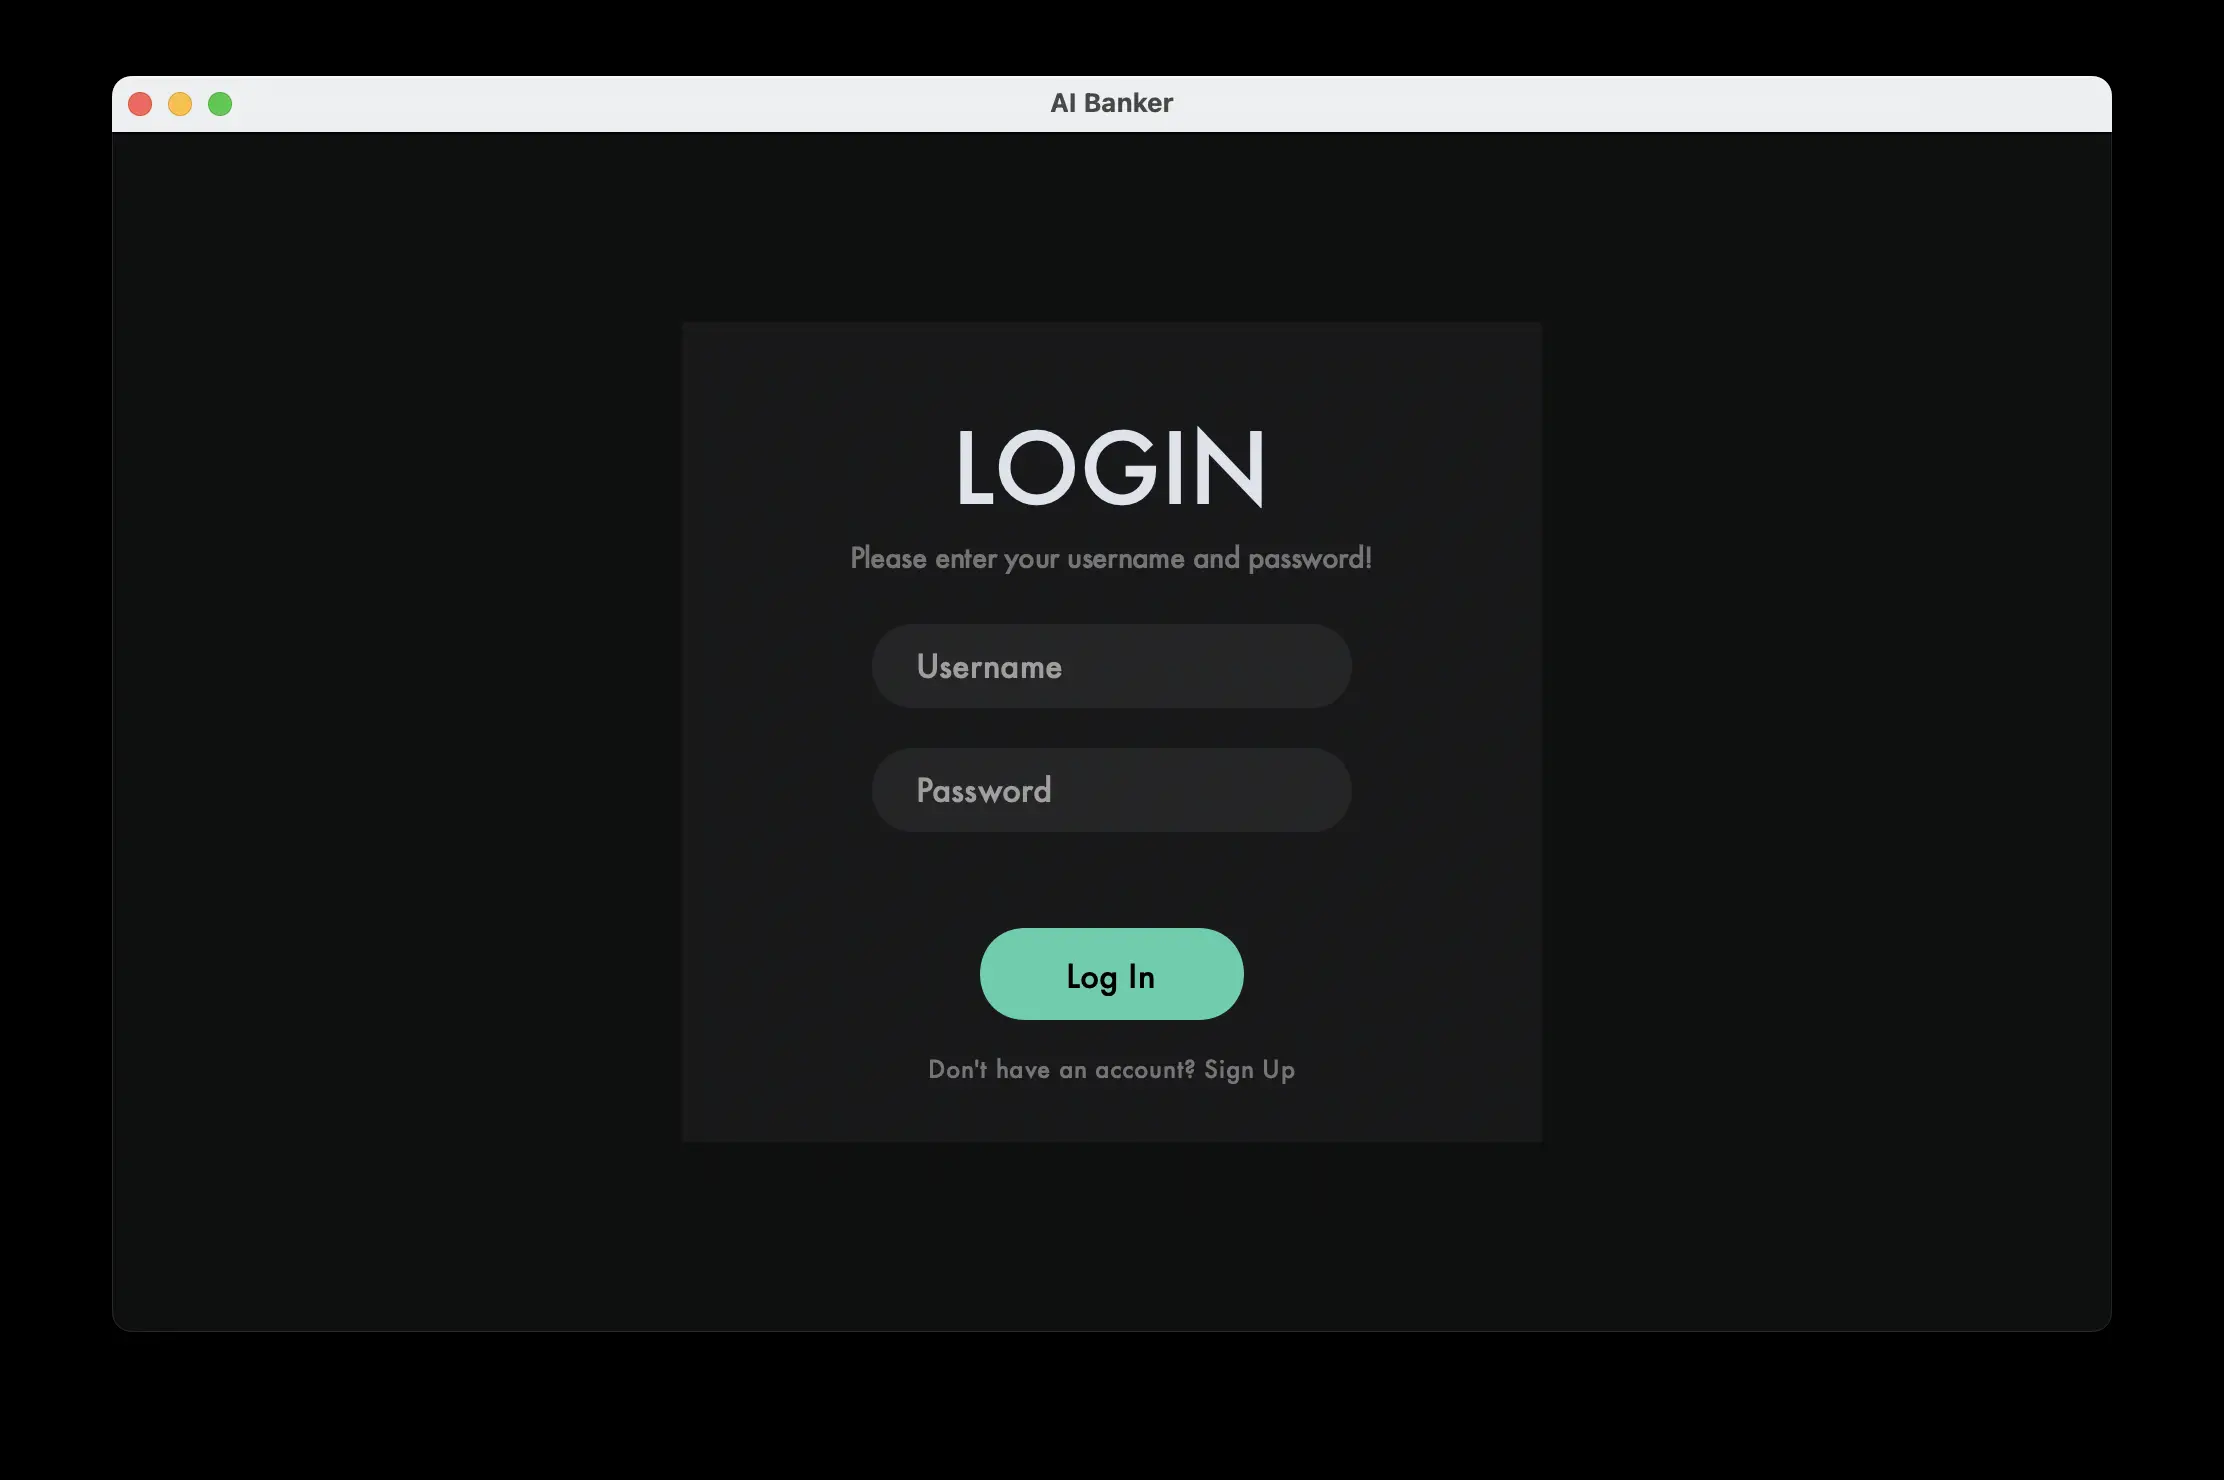 AI Banker
LOGIN
Please enter your username and password!
Username
Password
Log In
Don't have an account? Sign Up